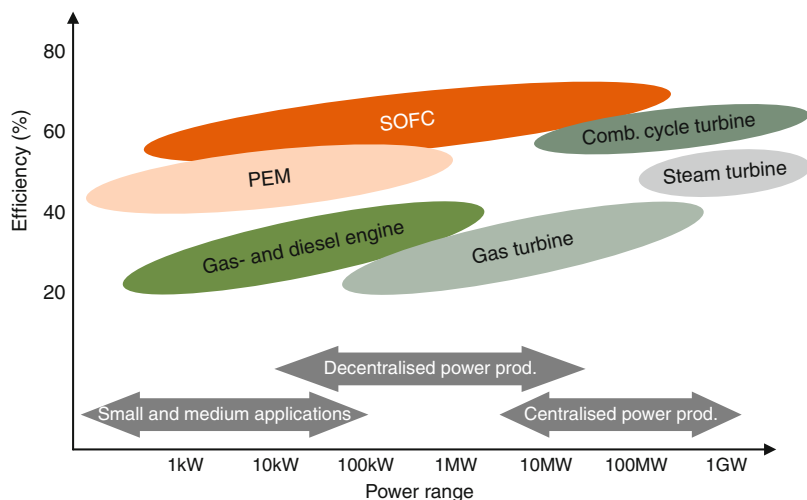 80
60
40
20
Efficiency (%)
SOFC
Comb. cycle turbine
PEM
Steam turbine
Gas- and diesel engine
Gas turbine
Decentralised power prod.
Small and medium applications
Centralised power prod.
1kW 10kW 100kW 1MW 10MW 100MW 1GW
Power range